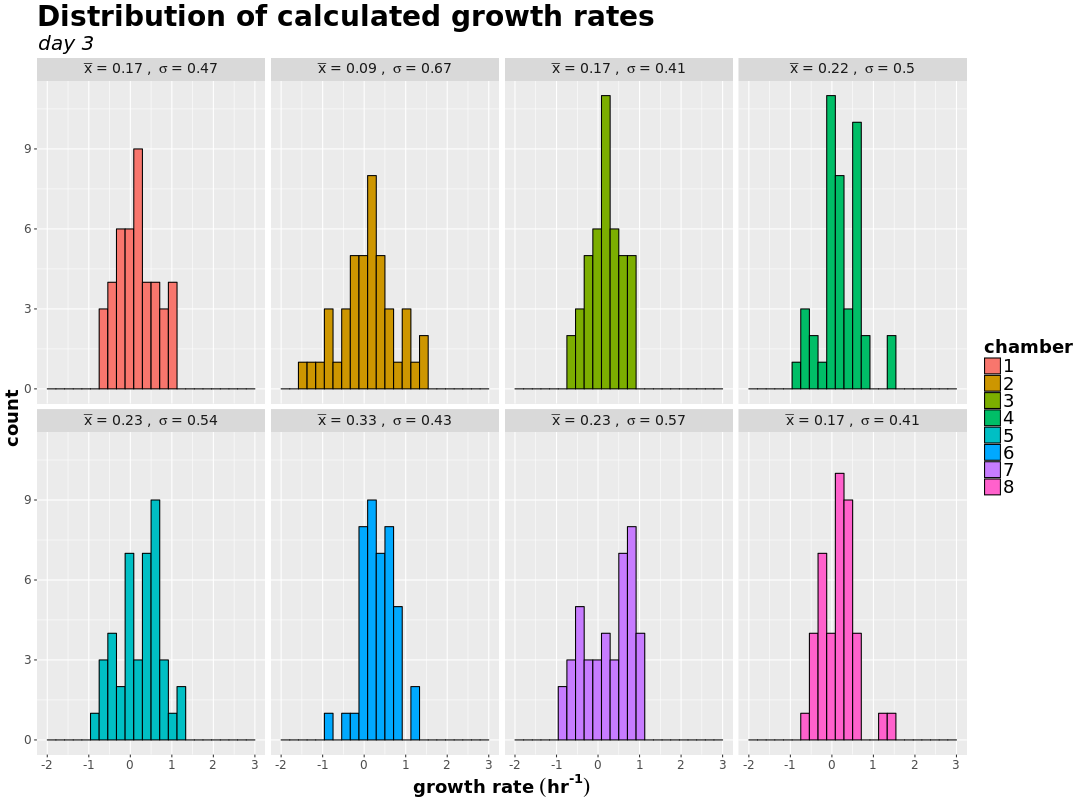 Distribution of calculated growth rates
day 3
x̅ = 0.17 , σ = 0.47
x̅ = 0.09 , σ = 0.67
x̅ = 0.17 , σ = 0.41
x̅ = 0.22 , σ = 0.5
9
6
3
0
chamber
1
2
3
4
5
6
7
8
count
x̅ = 0.23 , σ = 0.54
x̅ = 0.33 , σ = 0.43
x̅ = 0.23 , σ = 0.57
x̅ = 0.17 , σ = 0.41
9
6
3
0
-2 -1 0 1 2 3
-2 -1 0 1 2 3
-2 -1 0 1 2 3
-2 -1 0 1 2 3
growth rate (hr⁻¹)